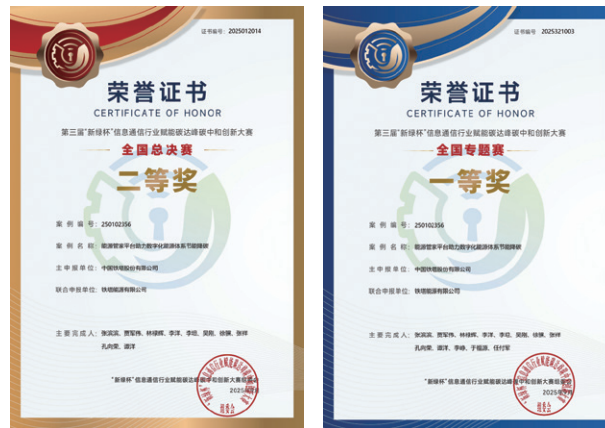 证书编号: 2025012014
荣誉证书
CERTIFICATE OF HONOR
第三届"新绿杯"信息通信行业赋能碳达峰碳中和创新大赛
全国总决赛
二等奖
案例编号: 250102356
案例名称: 能源管家平台助力数字化能源体系节能降碳
主申报单位: 中国铁塔股份有限公司
联合申报单位: 铁塔能源有限公司
主要完成人: 张滨滨、贾军伟、林禄辉、李洋、李垣、吴刚、徐骥、张梓
孔尚荣、谌洋
"新绿杯"信息通信行业赋能碳达峰碳中和创新大赛组委会
证书编号 2025321003
荣誉证书
CERTIFICATE OF HONOR
第三届"新绿杯"信息通信行业赋能碳达峰碳中和创新大赛
全国专题赛
一等奖
案例编号: 250102356
案例名称: 能源管家平台助力数字化能源体系节能降碳
主申报单位: 中国铁塔股份有限公司
联合申报单位: 铁塔能源有限公司
主要完成人: 张滨滨、贾军伟、林禄辉、李洋、李垣、吴刚、徐骥、张梓
孔尚荣、谌洋、李峥、于蕴源、任付军
"新绿杯"信息通信行业赋能碳达峰碳中和创新大赛组委会